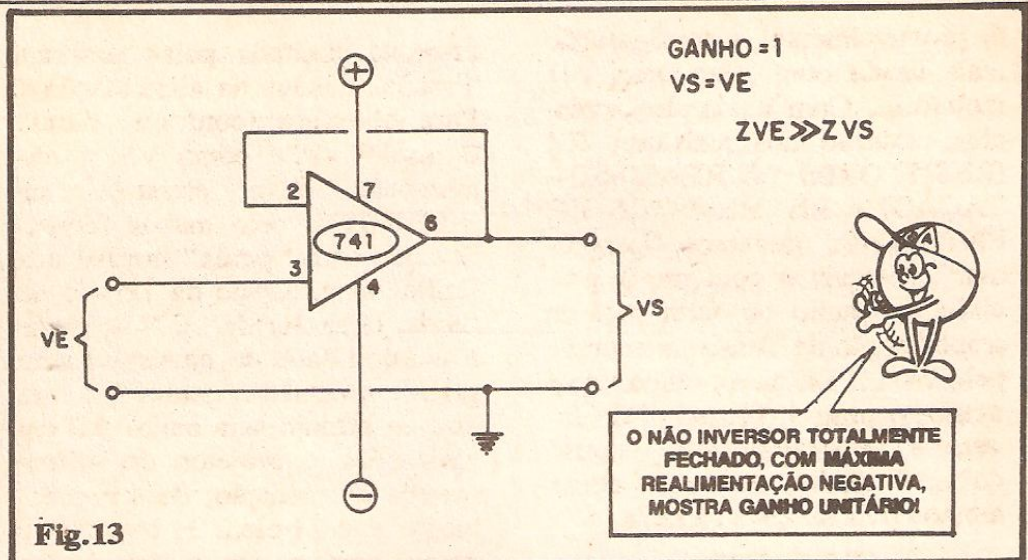 GANHO = 1
VS = VE
ZVE >> ZVS
+
2
7
741
6
3
4
VE
VS
-
O NÃO INVERSOR TOTALMENTE
FECHADO, COM MÁXIMA
REALIMENTAÇÃO NEGATIVA,
MOSTRA GANHO UNITÁRIO!
Fig.13